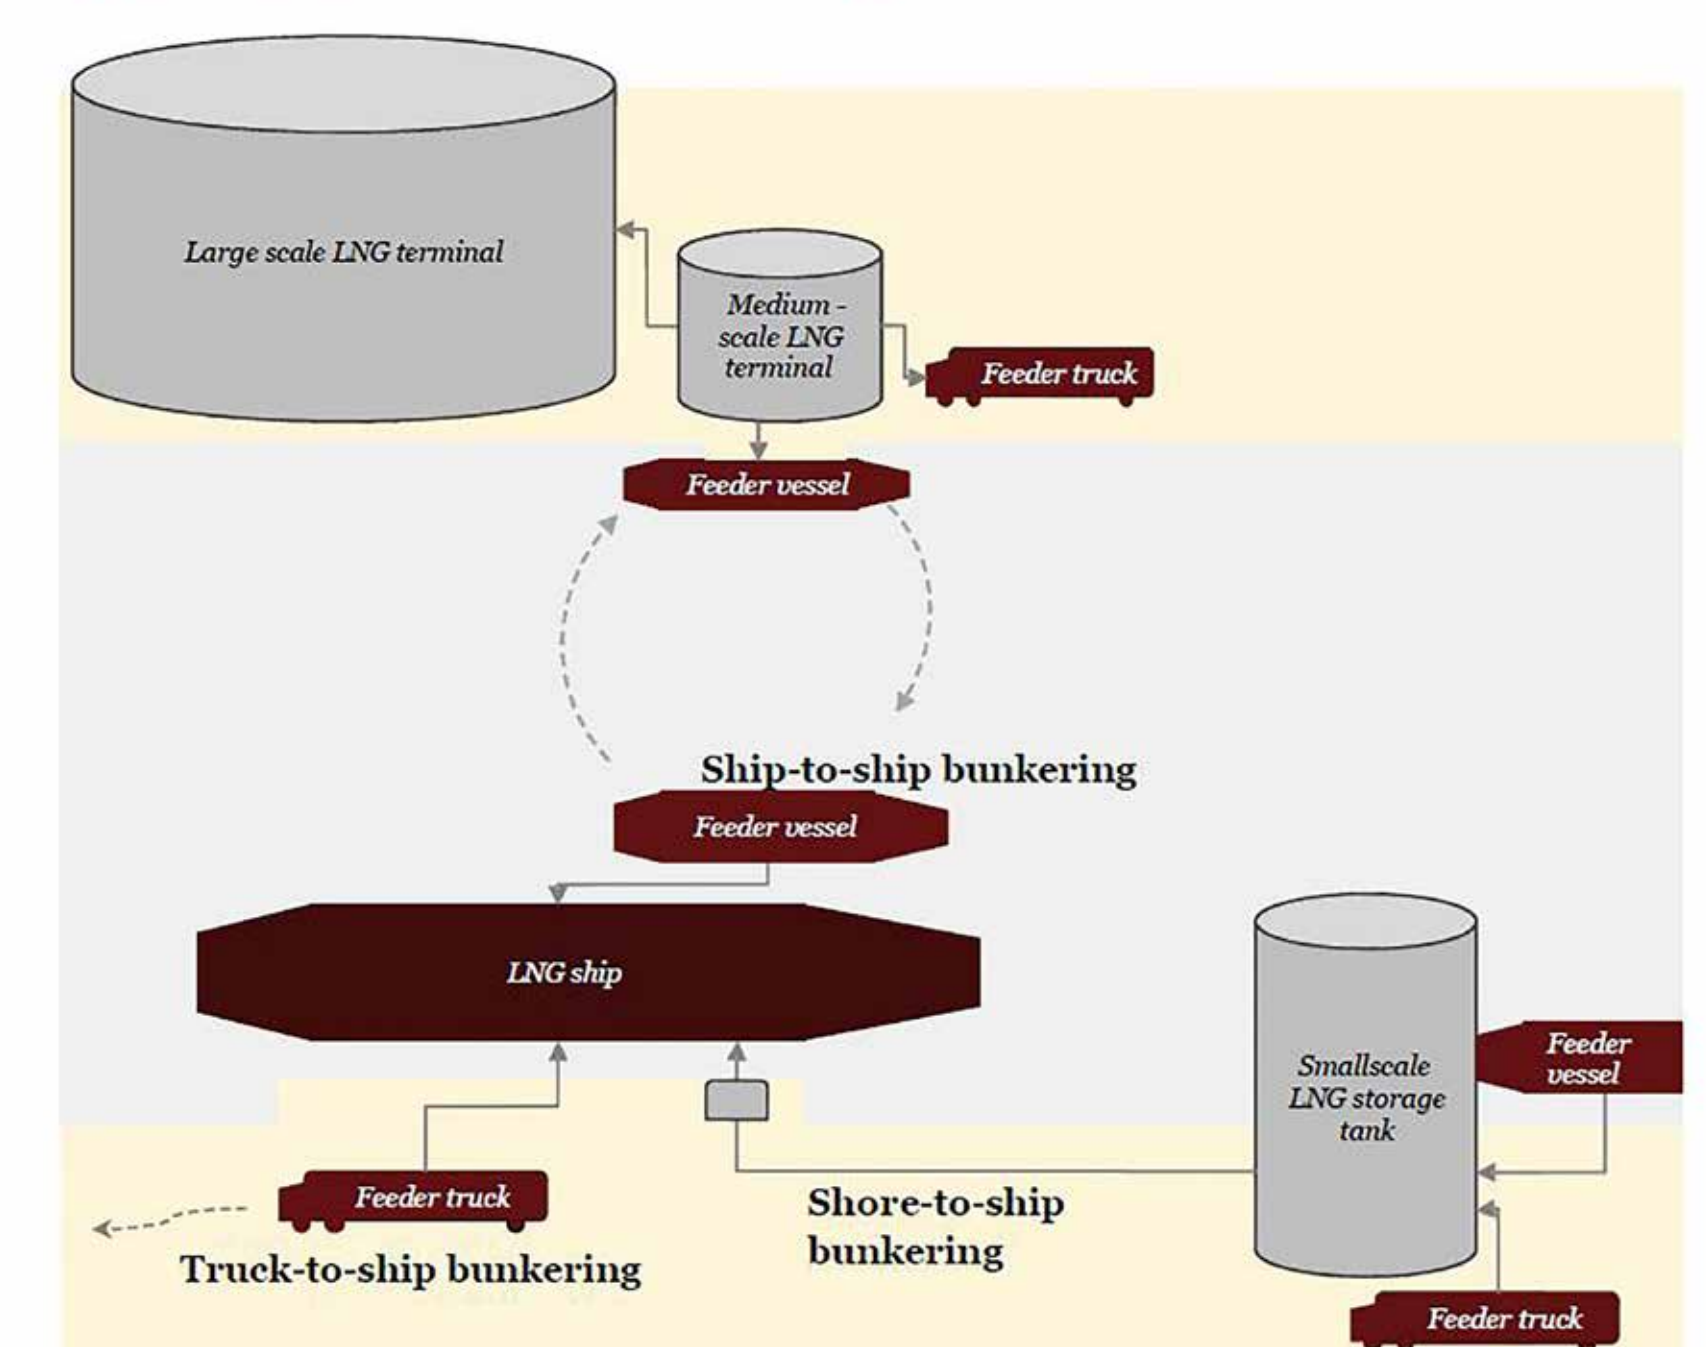 Large scale LNG terminal
Medium -
scale LNG
terminal
Feeder truck
Feeder vessel
Ship-to-ship bunkering
Feeder vessel
LNG ship
Smallscale
LNG storage
tank
Feeder
vessel
Feeder truck
Truck-to-ship bunkering
Shore-to-ship
bunkering
Feeder truck